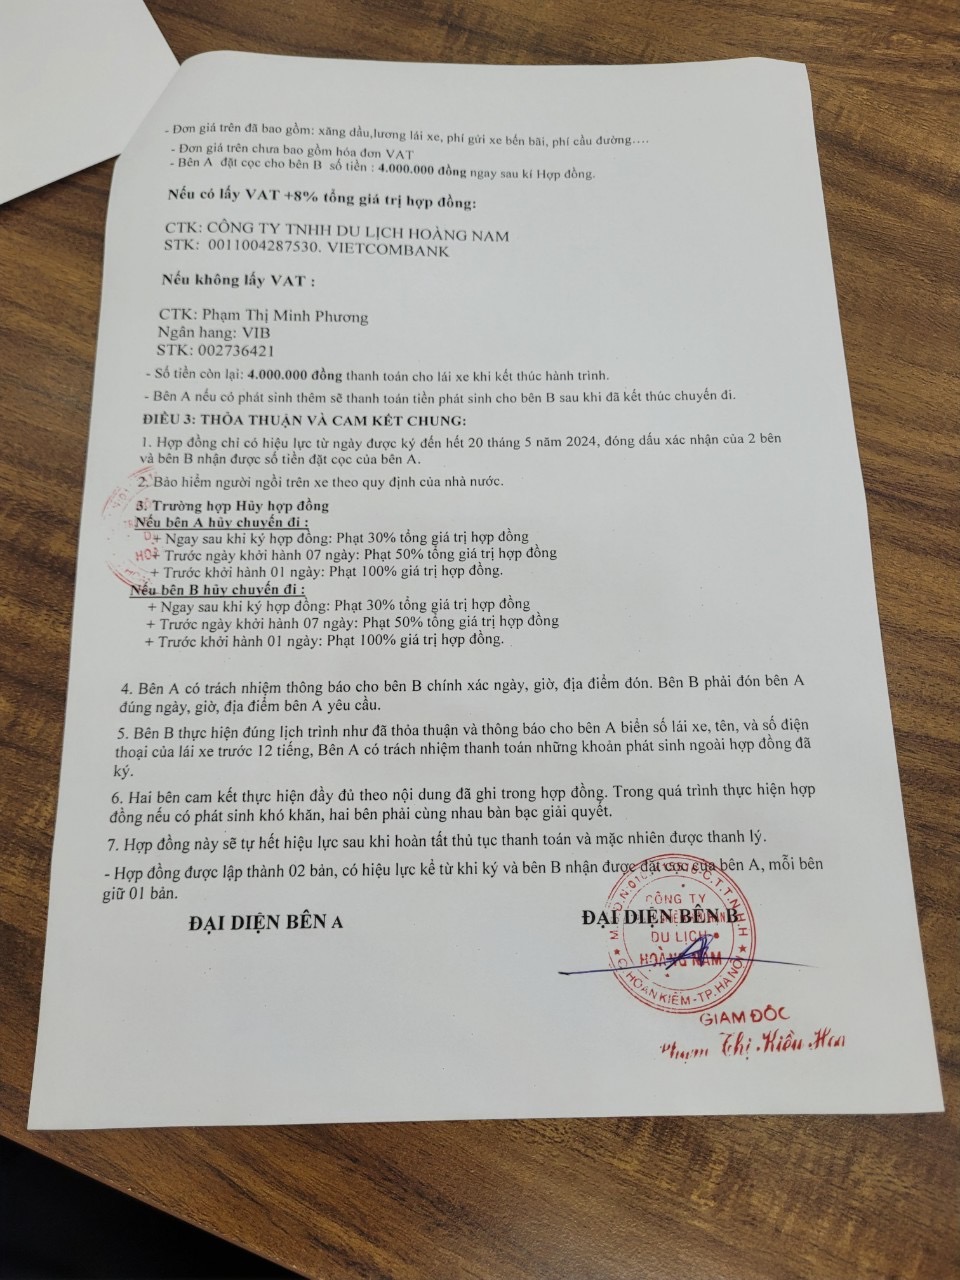 - Đơn giá trên đã bao gồm: xăng dầu,lương lái xe, phí gửi xe bến bãi, phí cầu đường....
- Đơn giá trên chưa bao gồm hóa đơn VAT
- Bên A đặt cọc cho bên B số tiền : 4.000.000 đồng ngay sau kí Hợp đồng.
Nếu có lấy VAT +8% tổng giá trị hợp đồng:
CTK: CÔNG TY TNHH DU LỊCH HOÀNG NAM
STK: 0011004287530. VIETCOMBANK
Nếu không lấy VAT :
CTK: Phạm Thị Minh Phương
Ngân hang: VIB
STK: 002736421
- Số tiền còn lại: 4.000.000 đồng thanh toán cho lái xe khi kết thúc hành trình.
- Bên A nếu có phát sinh thêm sẽ thanh toán tiền phát sinh cho bên B sau khi đã kết thúc chuyến đi.
ĐIỀU 3: THỎA THUẬN VÀ CAM KẾT CHUNG:
1. Hợp đồng chỉ có hiệu lực từ ngày được ký đến hết 20 tháng 5 năm 2024, đóng dấu xác nhận của 2 bên
và bên B nhận được số tiền đặt cọc của bên A.
2. Bảo hiểm người ngồi trên xe theo quy định của nhà nước.
3. Trường hợp Hủy hợp đồng
Nếu bên A hủy chuyến đi :
+ Ngay sau khi ký hợp đồng: Phạt 30% tổng giá trị hợp đồng
+ Trước ngày khởi hành 07 ngày: Phạt 50% tổng giá trị hợp đồng
+ Trước khởi hành 01 ngày: Phạt 100% giá trị hợp đồng.
Nếu bên B hủy chuyến đi :
+ Ngay sau khi ký hợp đồng: Phạt 30% tổng giá trị hợp đồng
+ Trước ngày khởi hành 07 ngày: Phạt 50% tổng giá trị hợp đồng
+ Trước khởi hành 01 ngày: Phạt 100% giá trị hợp đồng.
4. Bên A có trách nhiệm thông báo cho bên B chính xác ngày, giờ, địa điểm đón. Bên B phải đón bên A
đúng ngày, giờ, địa điểm bên A yêu cầu.
5. Bên B thực hiện đúng lịch trình như đã thỏa thuận và thông báo cho bên A biển số lái xe, tên, và số điện
thoại của lái xe trước 12 tiếng, Bên A có trách nhiệm thanh toán những khoản phát sinh ngoài hợp đồng đã
ký.
6. Hai bên cam kết thực hiện đầy đủ theo nội dung đã ghi trong hợp đồng. Trong quá trình thực hiện hợp
đồng nếu có phát sinh khó khăn, hai bên phải cùng nhau bàn bạc giải quyết.
7. Hợp đồng này sẽ tự hết hiệu lực sau khi hoàn tất thủ tục thanh toán và mặc nhiên được thanh lý.
- Hợp đồng được lập thành 02 bản, có hiệu lực kể từ khi ký và bên B nhận được đặt cọc của bên A, mỗi bên
giữ 01 bản.
ĐẠI DIỆN BÊN A
ĐẠI DIỆN BÊN B
CÔNG TY
DU LỊCH
HOÀNG NAM
HOÀN KIẾM - TP. HÀ NỘI
GIÁM ĐỐC
Phạm Thị Kiều Hoa